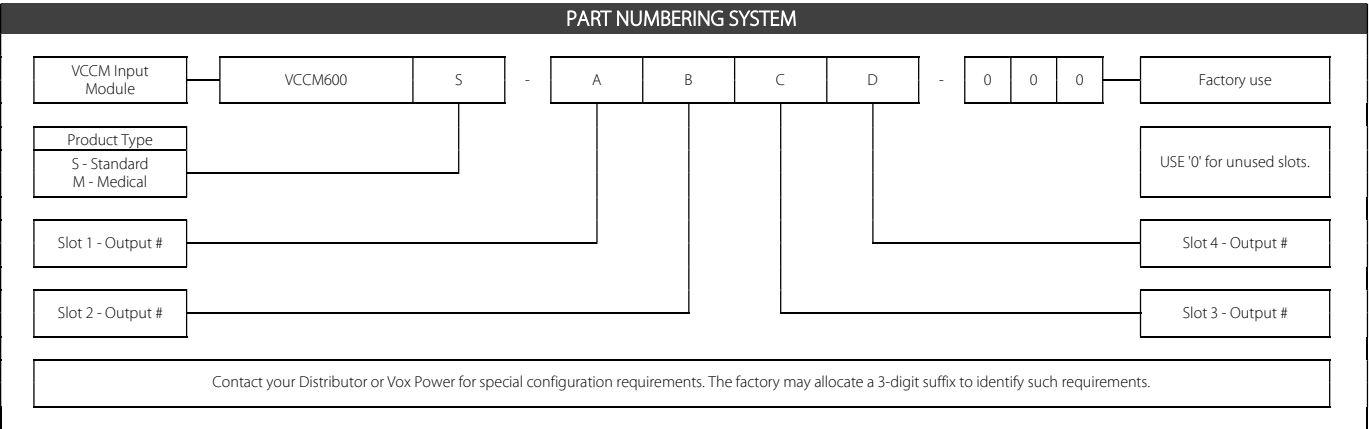 PART NUMBERING SYSTEM
VCCM Input
Module
VCCM600
S
-
A
B
C
D
-
0
0
0
Factory use
Product Type
S - Standard
M - Medical
USE '0' for unused slots.
Slot 1 - Output #
Slot 4 - Output #
Slot 2 - Output #
Slot 3 - Output #
Contact your Distributor or Vox Power for special configuration requirements. The factory may allocate a 3-digit suffix to identify such requirements.